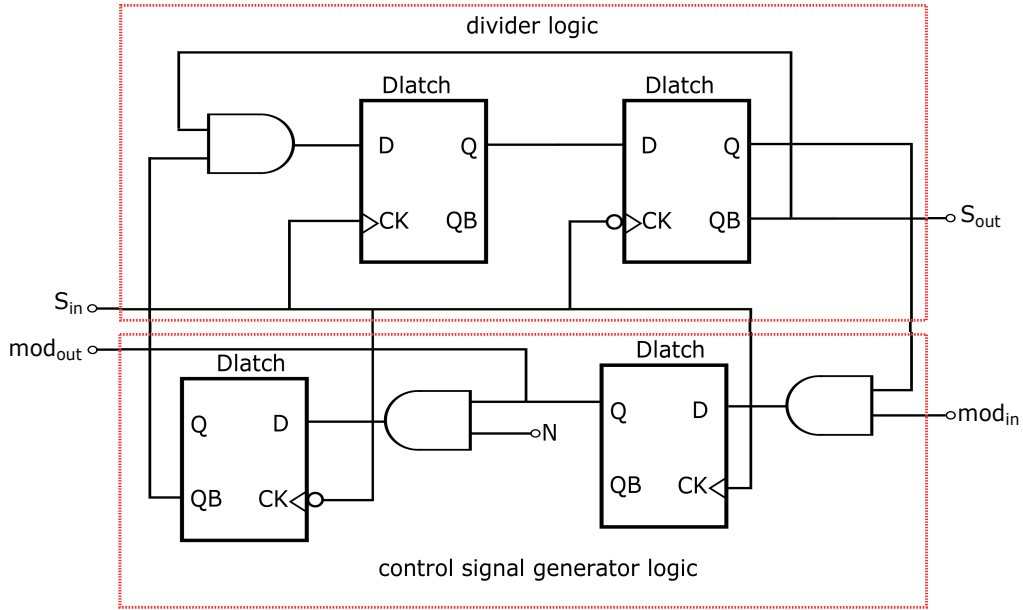 divider logic
Dlatch
Dlatch
D
Q
D
Q
CK
QB
CK
QB
Sout
Sin
modout
Dlatch
Dlatch
Q
D
N
Q
D
modin
QB
CK
QB
CK
control signal generator logic